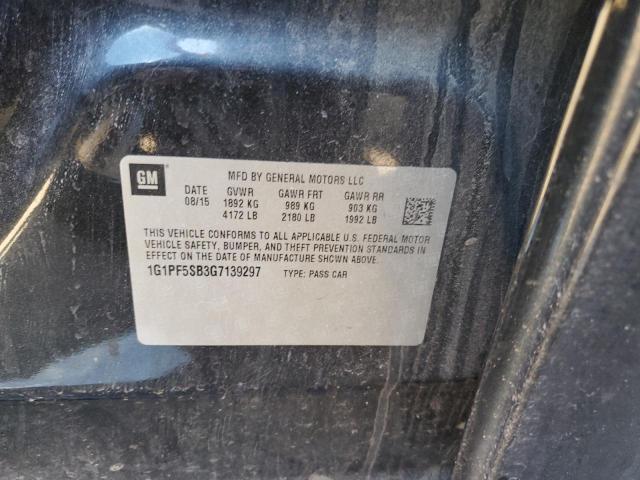 GM
MFD BY GENERAL MOTORS LLC
DATE GVWR GAWR FRT GAWR RR
08/15 1892 KG 989 KG 903 KG
4172 LB 2180 LB 1992 LB
THIS VEHICLE CONFORMS TO ALL APPLICABLE U.S. FEDERAL MOTOR
VEHICLE SAFETY, BUMPER, AND THEFT PREVENTION STANDARDS IN
EFFECT ON THE DATE OF MANUFACTURE SHOWN ABOVE.
1G1PF5SB3G7139297 TYPE: PASS CAR